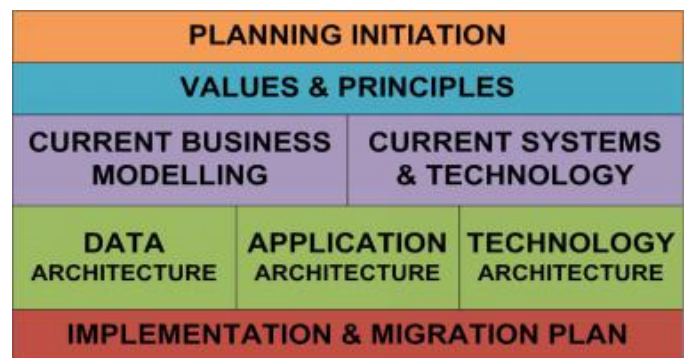 PLANNING INITIATION
VALUES & PRINCIPLES
CURRENT BUSINESS
MODELLING
CURRENT SYSTEMS
& TECHNOLOGY
DATA
ARCHITECTURE
APPLICATION
ARCHITECTURE
TECHNOLOGY
ARCHITECTURE
IMPLEMENTATION & MIGRATION PLAN